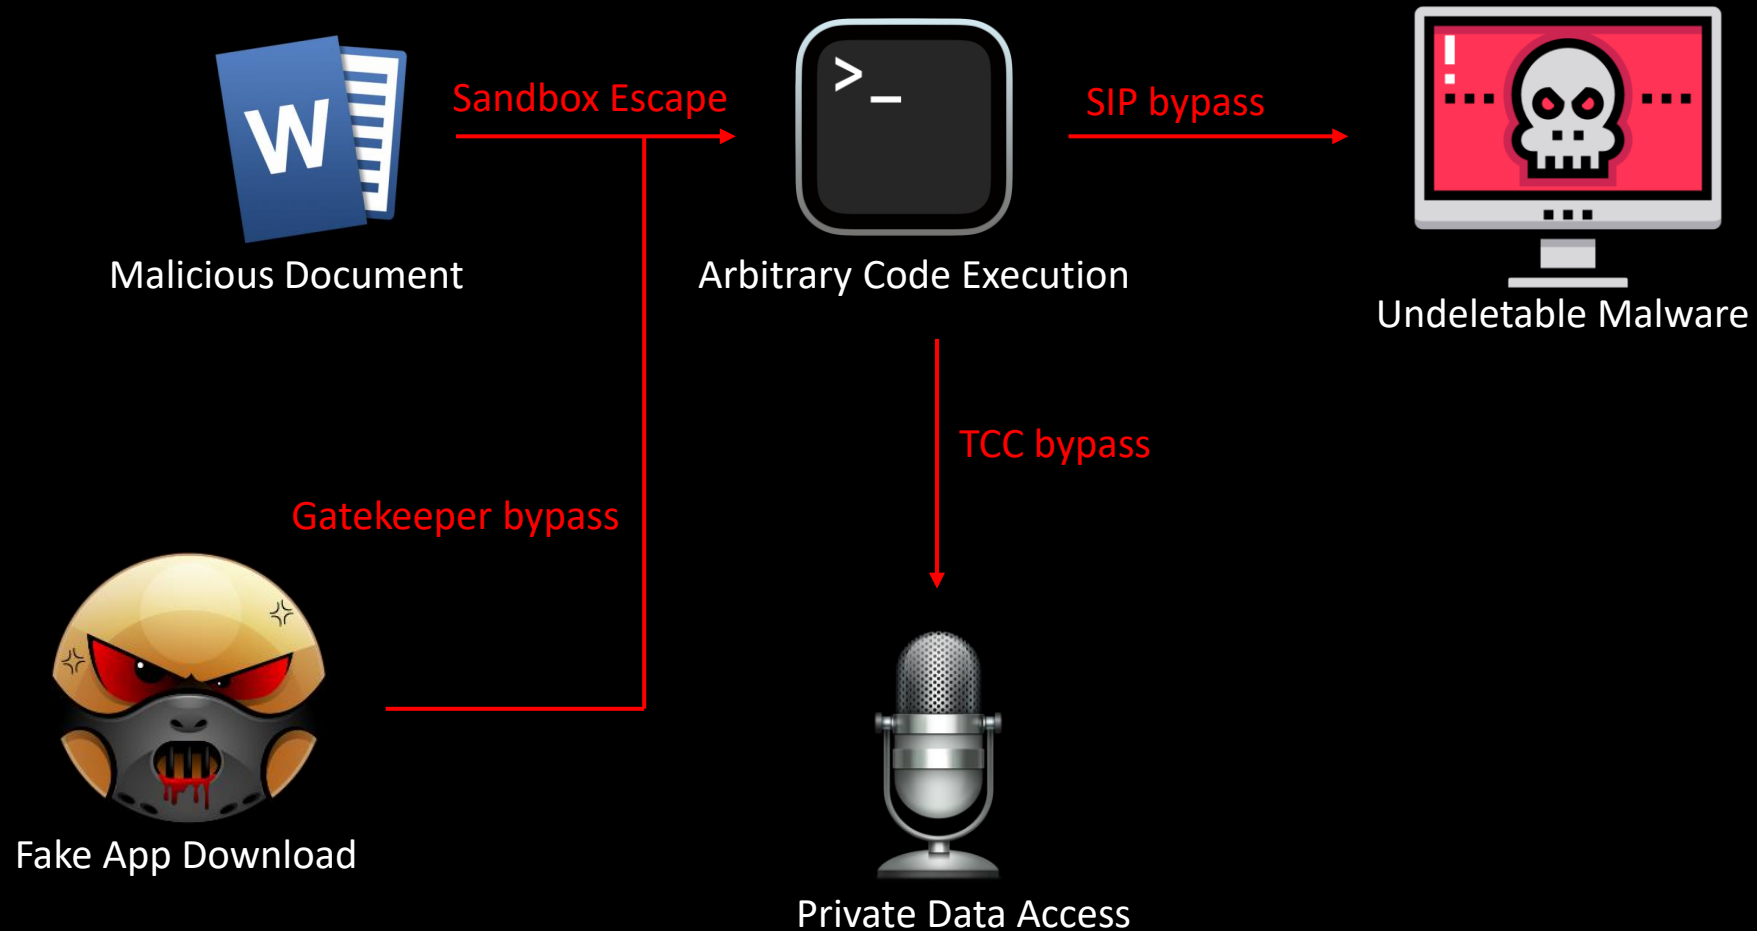 W
>_
Sandbox Escape
SIP bypass
Malicious Document
Arbitrary Code Execution
Undeletable Malware
TCC bypass
Gatekeeper bypass
Fake App Download
Private Data Access